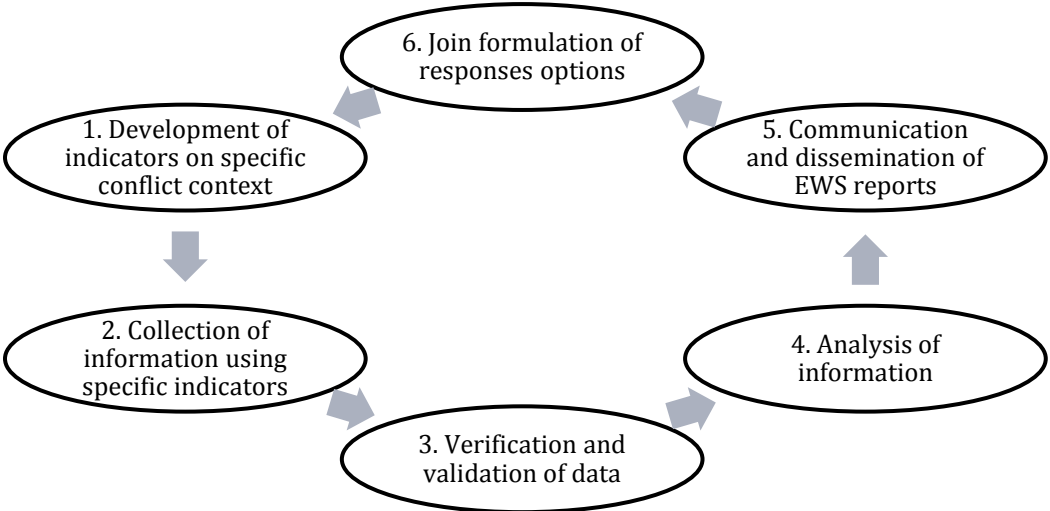 6. Join formulation of
responses options
1. Development of
indicators on specific
conflict context
5. Communication
and dissemination of
EWS reports
2. Collection of
information using
specific indicators
4. Analysis of
information
3. Verification and
validation of data